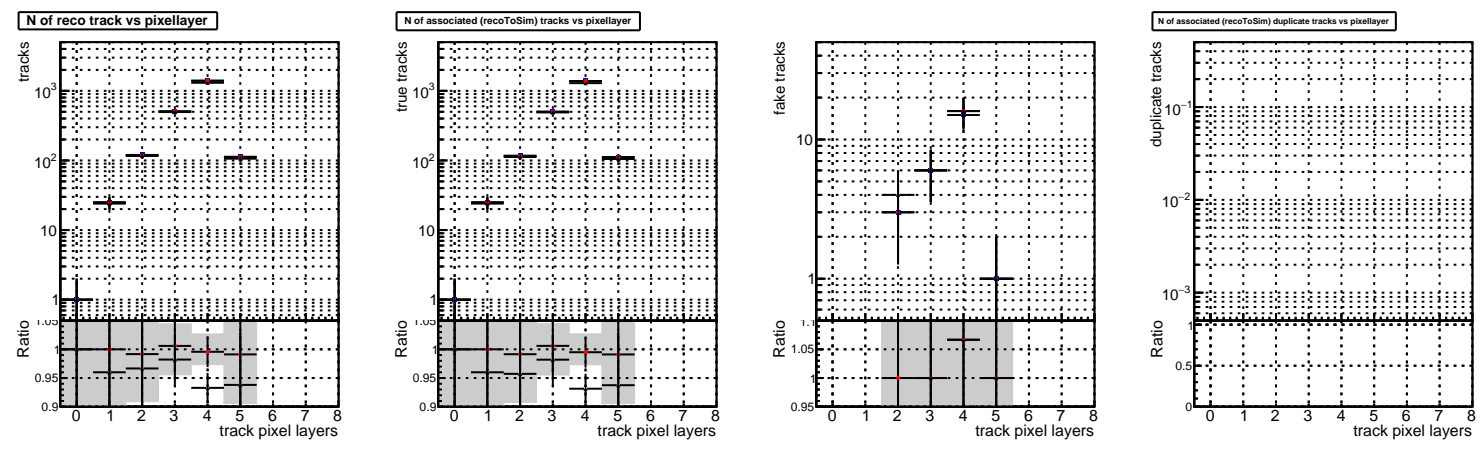 N of reco track vs pixellayer
tracks
10³
10²
10
1
Ratio
1.05
1
0.95
0.9
0 1 2 3 4 5 6 7 8
track pixel layers
N of associated (recoToSim) tracks vs pixellayer
true tracks
10³
10²
10
1
Ratio
1.05
1
0.95
0.9
0 1 2 3 4 5 6 7 8
track pixel layers
fake tracks
10
1
Ratio
1.1
1.05
1
0.95
0 1 2 3 4 5 6 7 8
track pixel layers
N of associated (recoToSim) duplicate tracks vs pixellayer
duplicate tracks
10⁻¹
10⁻²
10⁻³
Ratio
1
0.5
0
0 1 2 3 4 5 6 7 8
track pixel layers